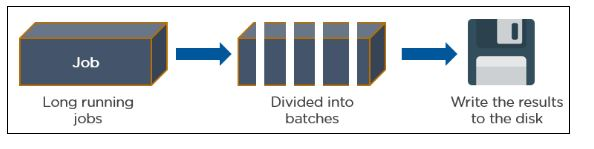 Job
Long running
jobs
Divided into
batches
Write the results
to the disk